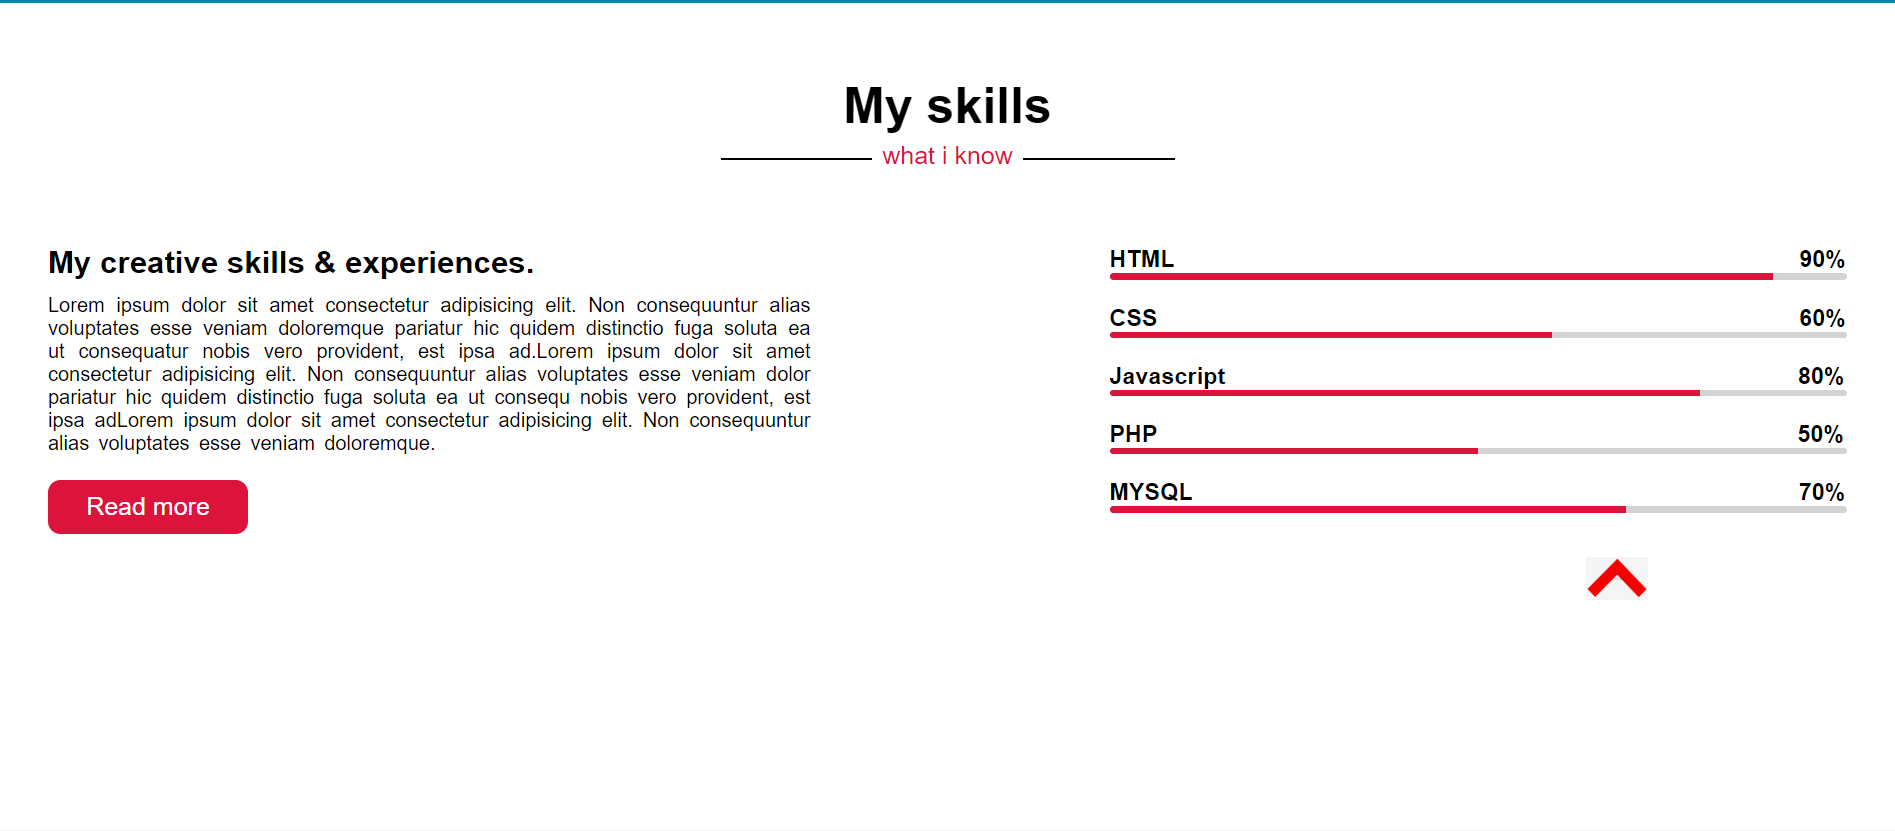 My skills
what i know
My creative skills & experiences.
Lorem ipsum dolor sit amet consectetur adipisicing elit. Non consequuntur alias
voluptates esse veniam doloremque pariatur hic quidem distinctio fuga soluta ea
ut consequatur nobis vero provident, est ipsa ad.Lorem ipsum dolor sit amet
consectetur adipisicing elit. Non consequuntur alias voluptates esse veniam dolor
pariatur hic quidem distinctio fuga soluta ea ut consequ nobis vero provident, est
ipsa adLorem ipsum dolor sit amet consectetur adipisicing elit. Non consequuntur
alias voluptates esse veniam doloremque.
Read more
HTML 90%
CSS 60%
Javascript 80%
PHP 50%
MYSQL 70%